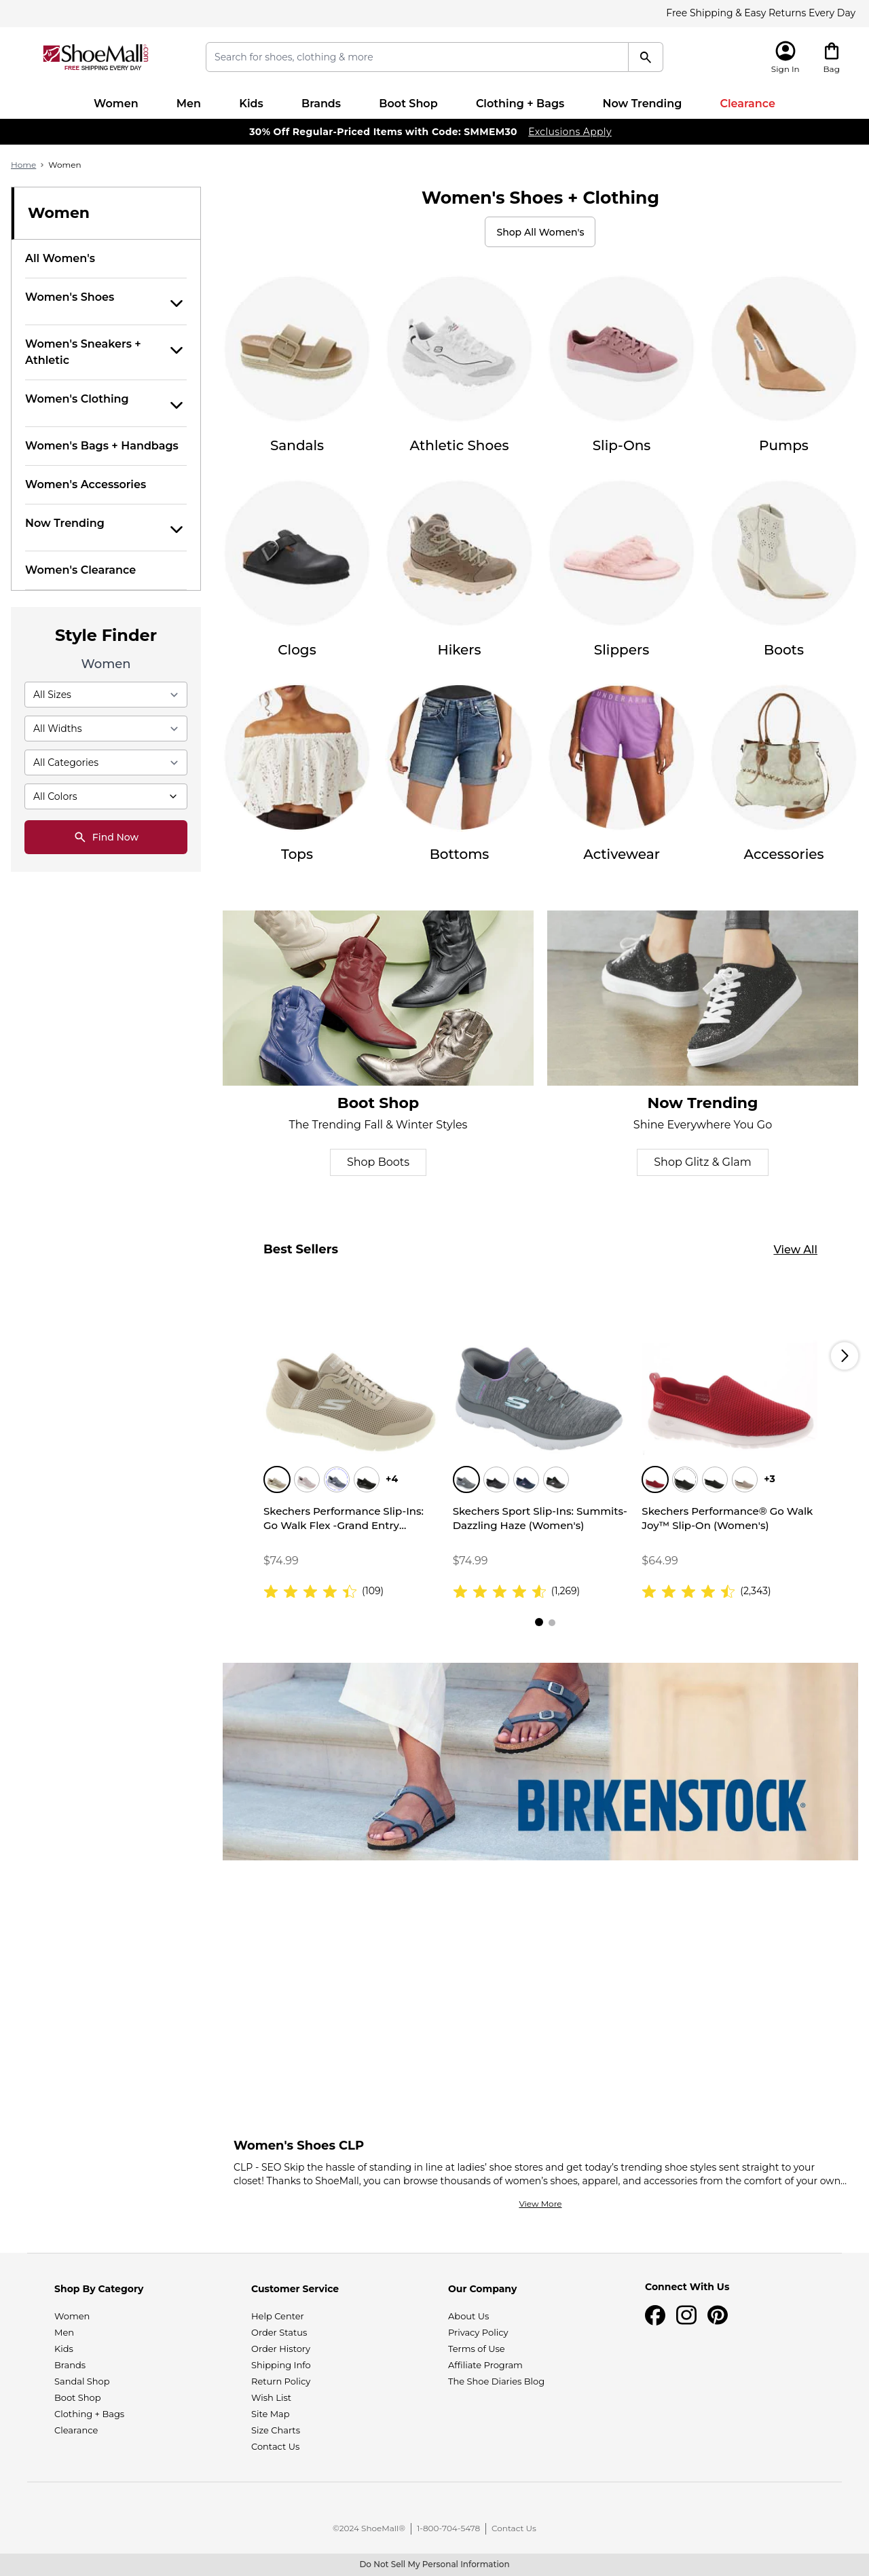 Free Shipping & Easy Returns Every Day
ShoeMall.com
FREE SHIPPING EVERY DAY
Search for shoes, clothing & more
Sign In
Bag
Women
Men
Kids
Brands
Boot Shop
Clothing + Bags
Now Trending
Clearance
30% Off Regular-Priced Items with Code: SMMEM30 Exclusions Apply
Home > Women
Women
All Women's
Women's Shoes
Women's Sneakers +
Athletic
Women's Clothing
Women's Bags + Handbags
Women's Accessories
Now Trending
Women's Clearance
Style Finder
Women
All Sizes
All Widths
All Categories
All Colors
Find Now
Women's Shoes + Clothing
Shop All Women's
Sandals
Athletic Shoes
Slip-Ons
Pumps
Clogs
Hikers
Slippers
Boots
UNDER ARMOUR
Tops
Bottoms
Activewear
Accessories
Boot Shop
The Trending Fall & Winter Styles
Shop Boots
Now Trending
Shine Everywhere You Go
Shop Glitz & Glam
Best Sellers
View All
+4
Skechers Performance Slip-Ins:
Go Walk Flex -Grand Entry...
$74.99
(109)
Skechers Sport Slip-Ins: Summits-
Dazzling Haze (Women's)
$74.99
(1,269)
+3
Skechers Performance® Go Walk
Joy™ Slip-On (Women's)
$64.99
(2,343)
BIRKENSTOCK®
Women's Shoes CLP
CLP - SEO Skip the hassle of standing in line at ladies’ shoe stores and get today’s trending shoe styles sent straight to your
closet! Thanks to ShoeMall, you can browse thousands of women’s shoes, apparel, and accessories from the comfort of your own...
View More
Shop By Category
Women
Men
Kids
Brands
Sandal Shop
Boot Shop
Clothing + Bags
Clearance
Customer Service
Help Center
Order Status
Order History
Shipping Info
Return Policy
Wish List
Site Map
Size Charts
Contact Us
Our Company
About Us
Privacy Policy
Terms of Use
Affiliate Program
The Shoe Diaries Blog
Connect With Us
©2024 ShoeMall® | 1-800-704-5478 | Contact Us
Do Not Sell My Personal Information